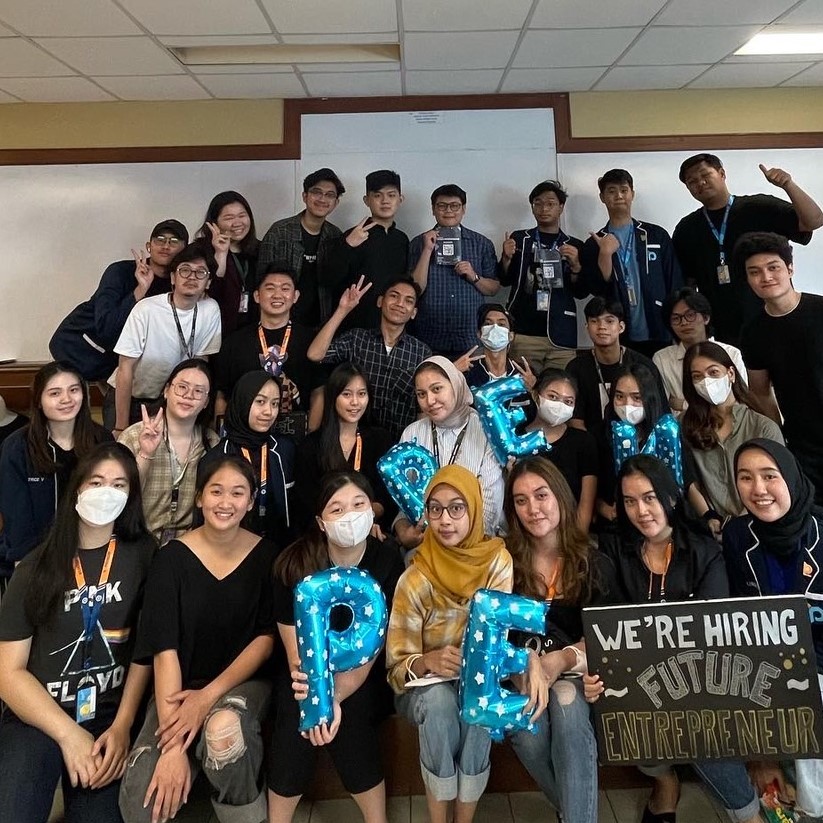 E M
PINK
FLOYD
P E
WE'RE HIRING
~ FUTURE ~
ENTREPRENEUR